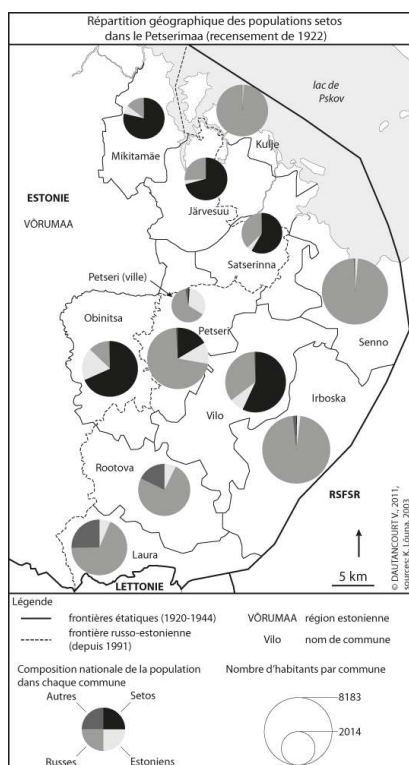 Répartition géographique des populations setos
dans le Petserimaa (recensement de 1922)
lac de
Pskov
Kulje
Mikitamäe
ESTONIE
VÕRUMAA
Järvesuu
Satserinna
Petseri (ville)
Obinitsa
Petseri
Senno
Vilo
Irboska
Rootova
RSFSR
Laura
LETTONIE
5 km
© DAUTANCOURT V., 2011,
sources: K. Lõuna, 2003
Légende
frontières étatiques (1920-1944)
frontière russo-estonienne
(depuis 1991)
VÕRUMAA région estonienne
Vilo nom de commune
Composition nationale de la population
dans chaque commune
Autres Setos
Russes Estoniens
Nombre d'habitants par commune
8183
2014